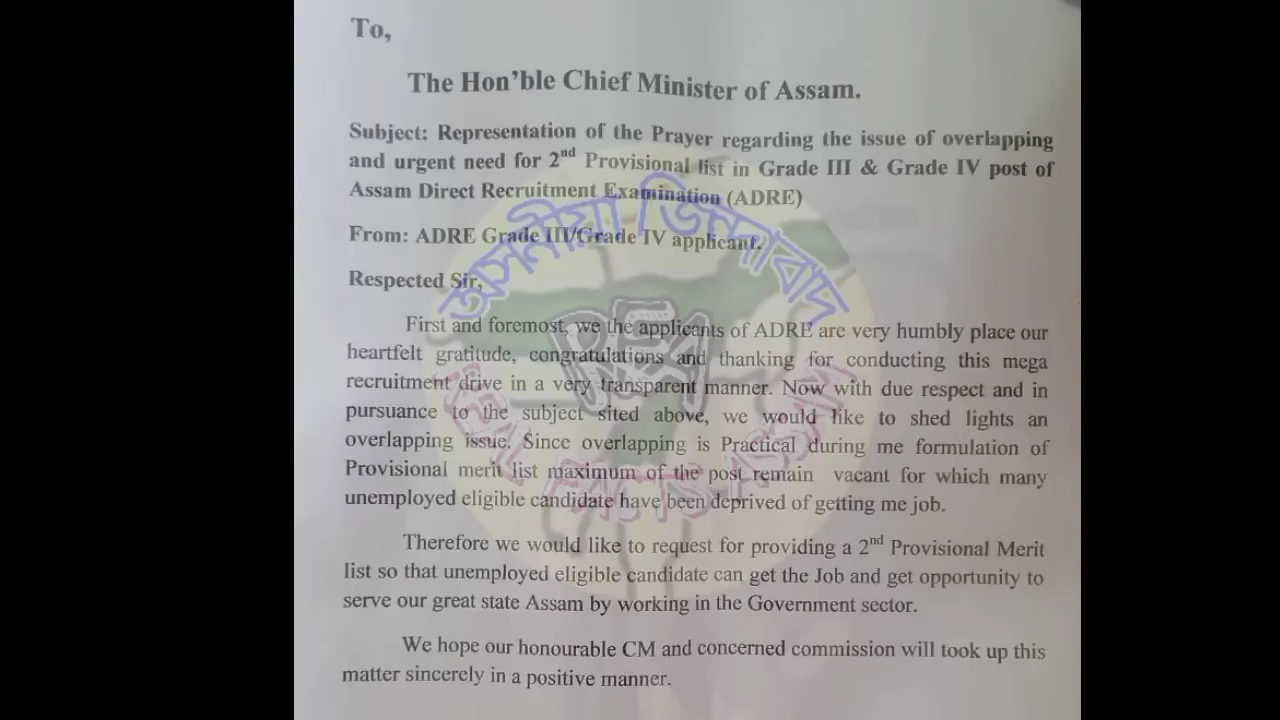 To,
The Hon'ble Chief Minister of Assam.
Subject: Representation of the Prayer regarding the issue of overlapping
and urgent need for 2nd Provisional list in Grade III & Grade IV post of
Assam Direct Recruitment Examination (ADRE)
From: ADRE Grade III/Grade IV applicant.
Respected Sir,
First and foremost, we the applicants of ADRE are very humbly place our
heartfelt gratitude, congratulations and thanking for conducting this mega
recruitment drive in a very transparent manner. Now with due respect and in
pursuance to the subject sited above, we would like to shed lights an
overlapping issue. Since overlapping is Practical during me formulation of
Provisional merit list maximum of the post remain vacant for which many
unemployed eligible candidate have been deprived of getting me job.
Therefore we would like to request for providing a 2nd Provisional Merit
list so that unemployed eligible candidate can get the Job and get opportunity to
serve our great state Assam by working in the Government sector.
We hope our honourable CM and concerned commission will took up this
matter sincerely in a positive manner.
অসমীয়া জিন্দাবাদ
REAL FACTS ASSAM